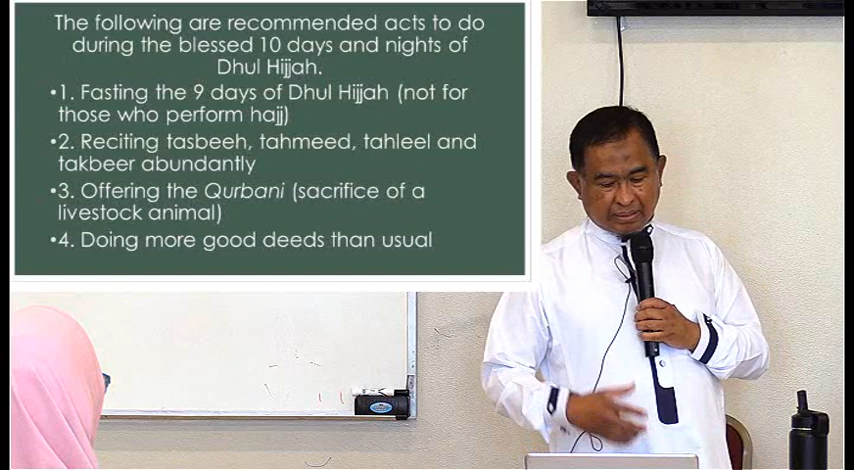 The following are recommended acts to do
during the blessed 10 days and nights of
Dhul Hijjah.
•1. Fasting the 9 days of Dhul Hijjah (not for
those who perform hajj)
•2. Reciting tasbeeh, tahmeed, tahleel and
takbeer abundantly
•3. Offering the Qurbani (sacrifice of a
livestock animal)
•4. Doing more good deeds than usual